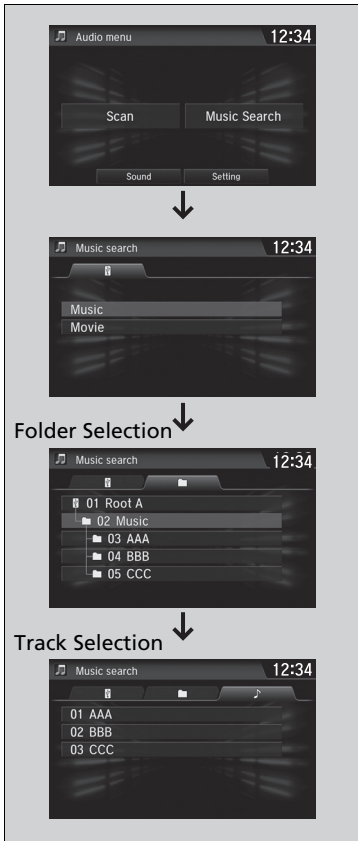 Audio menu 12:34
Scan Music Search
Sound Setting
Music search 12:34
Music
Movie
Folder Selection
Music search 12:34
01 Root A
02 Music
03 AAA
04 BBB
05 CCC
Track Selection
Music search 12:34
01 AAA
02 BBB
03 CCC